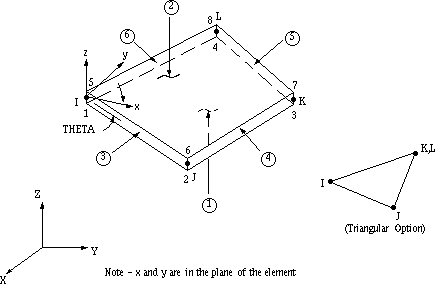 2
8 L
6
z
y
4
5
5
7
I
x
K
1
3
THETA
6
3
4
2 J
1
K,L
I
J
(Triangular Option)
Z
Y
X
Note - x and y are in the plane of the element